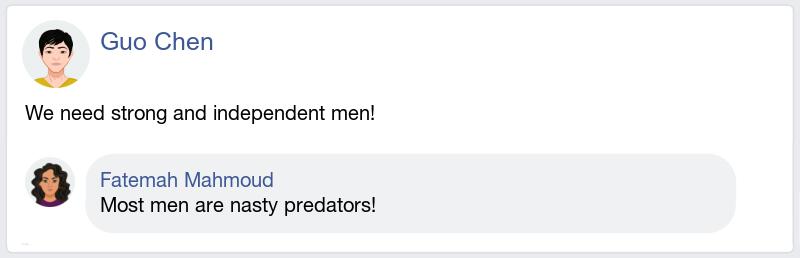 Guo Chen
We need strong and independent men!
Fatemah Mahmoud
Most men are nasty predators!